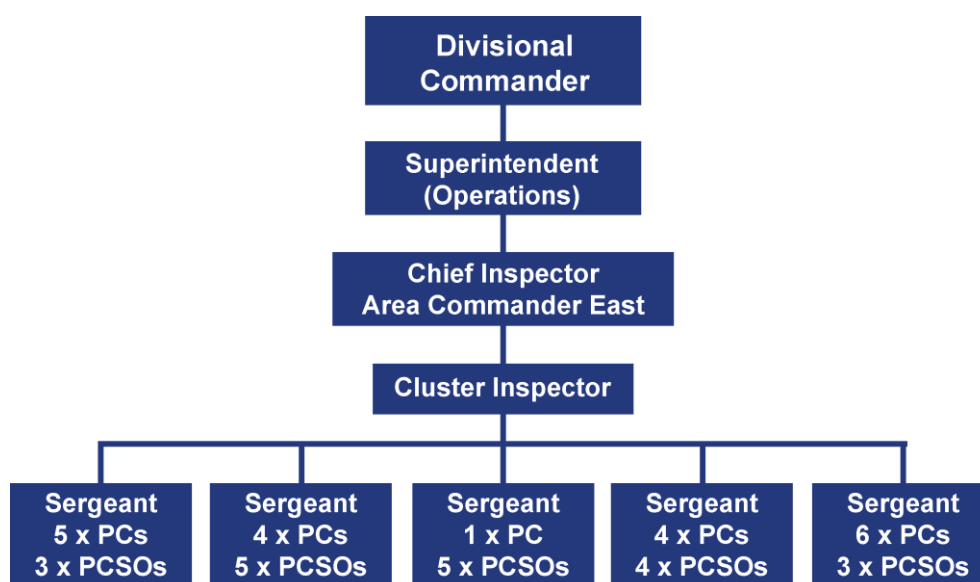 Divisional
Commander
Superintendent
(Operations)
Chief Inspector
Area Commander East
Cluster Inspector
Sergeant
5 x PCs
3 x PCSOs
Sergeant
4 x PCs
5 x PCSOs
Sergeant
1 x PC
5 x PCSOs
Sergeant
4 x PCs
4 x PCSOs
Sergeant
6 x PCs
3 x PCSOs